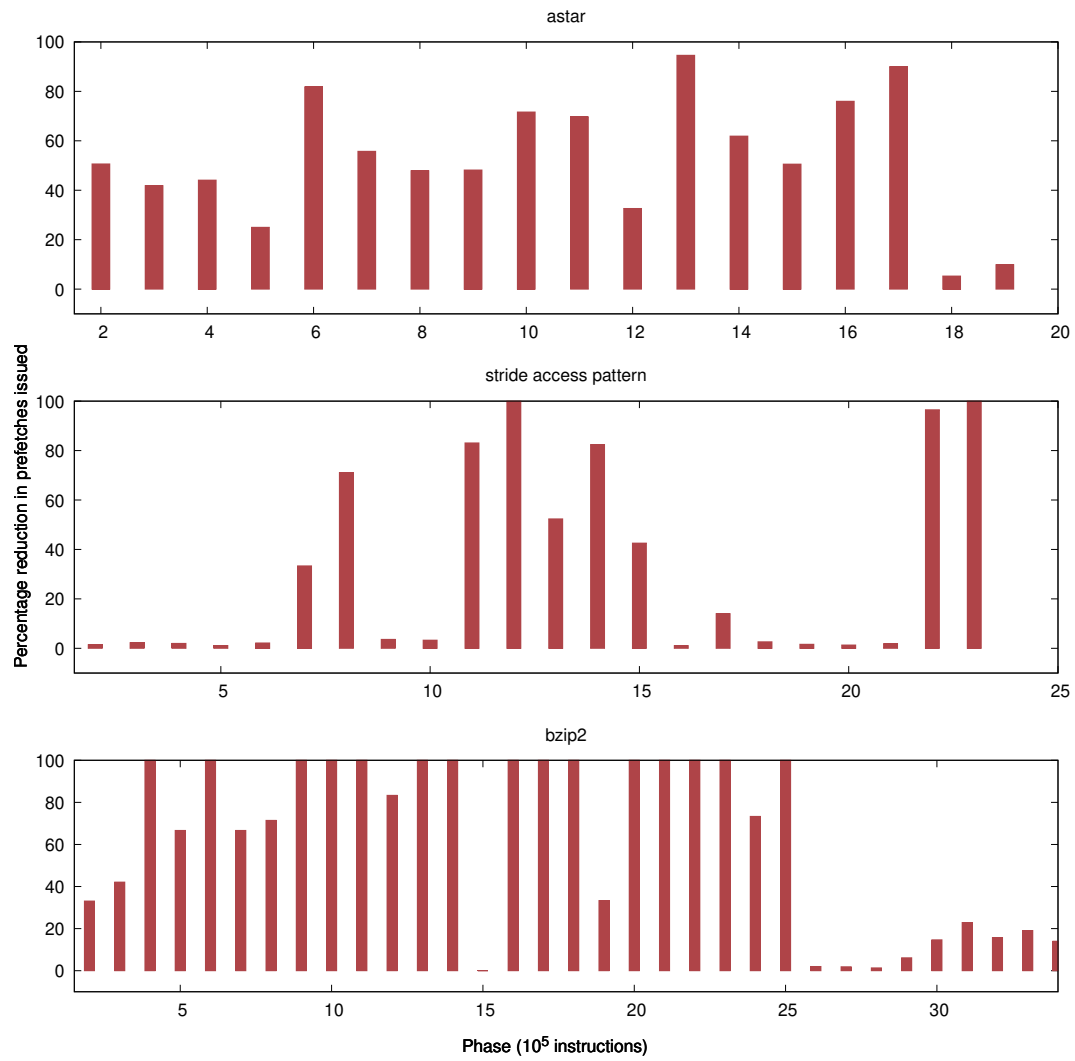 astar
100
80
60
40
20
0
2 4 6 8 10 12 14 16 18 20
Percentage reduction in prefetches issued
stride access pattern
100
80
60
40
20
0
5 10 15 20 25
bzip2
100
80
60
40
20
0
5 10 15 20 25 30
Phase (10^5 instructions)